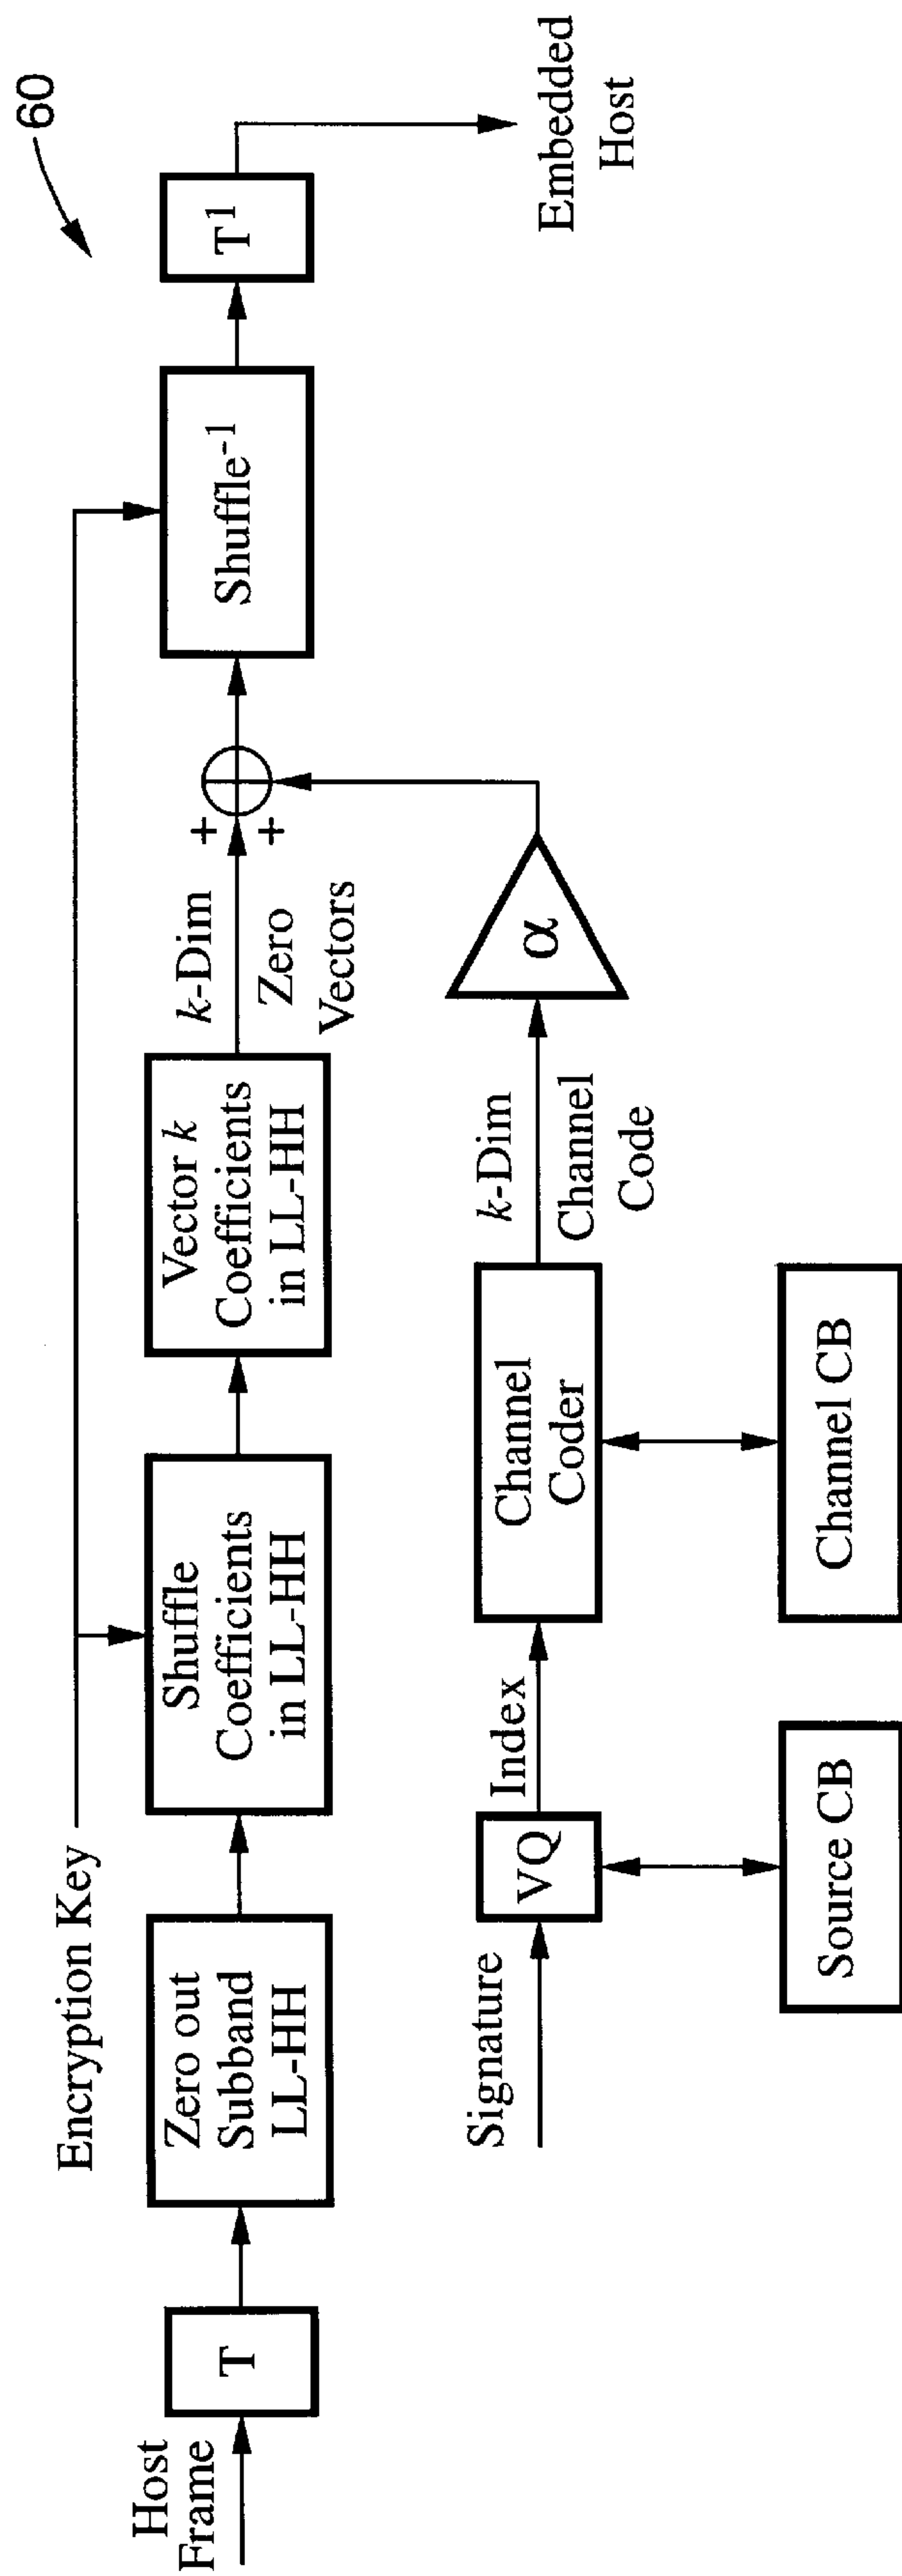 60
Encryption Key
Host
Frame
T
Zero out
Subband
LL-HH
Shuffle
Coefficients
in LL-HH
Vector k
Coefficients
in LL-HH
k-Dim
Zero
Vectors
+
+
Shuffle⁻¹
T¹
Embedded
Host
Signature
VQ
Index
Channel
Coder
k-Dim
Channel
Code
α
Source CB
Channel CB